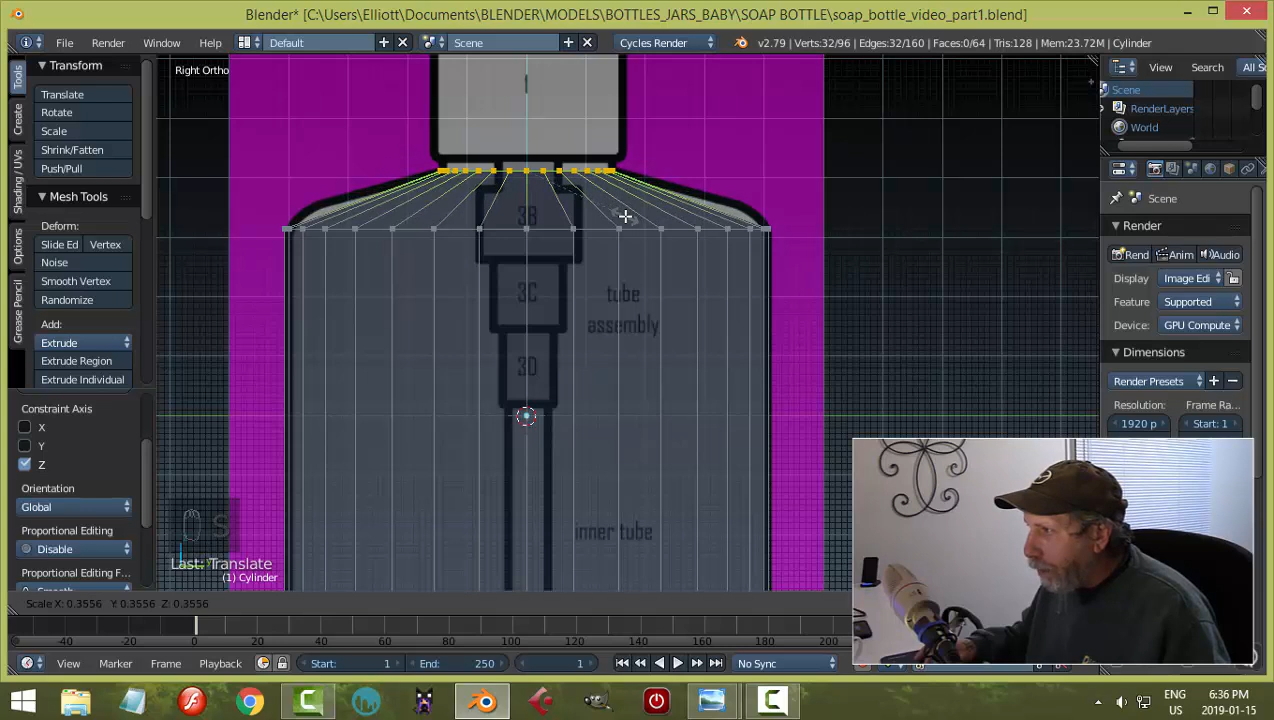 Blender* [C:\Users\Elliott\Documents\BLENDER\MODELS\BOTTLES_JARS_BABY\SOAP BOTTLE\soap_bottle_video_part1.blend]
File Render Window Help Default Scene Cycles Render v2.79 | Verts:32/96 | Edges:32/160 | Faces:0/64 | Tris:128 | Mem:23.72M | Cylinder
Tools
Create
Shading / UVs
Options
Grease Pencil
Transform
Translate
Rotate
Scale
Shrink/Fatten
Push/Pull
Mesh Tools
Deform:
Slide Ed Vertex
Noise
Smooth Vertex
Randomize
Add:
Extrude
Extrude Region
Extrude Individual
Constraint Axis
X
Y
Z
Orientation
Global
Proportional Editing
Disable
Proportional Editing F...
Right Ortho
3B
3C
3D
tube
assembly
inner tube
S
Last: Translate
(1) Cylinder
Scale X: 0.3556 Y: 0.3556 Z: 0.3556
View Search All Sc
Scene
RenderLayers
World
Scene
Render
Rend Anim Audio
Display Image Edi
Feature Supported
Device: GPU Compute
Dimensions
Render Presets
Resolution: Frame Ra...
1920 p Start: 1
-40 -20 0 20 40 60 80 100 120 140 160 180 200
View Marker Frame Playback Start: 1 End: 250 1 No Sync
ENG 6:36 PM
US 2019-01-15